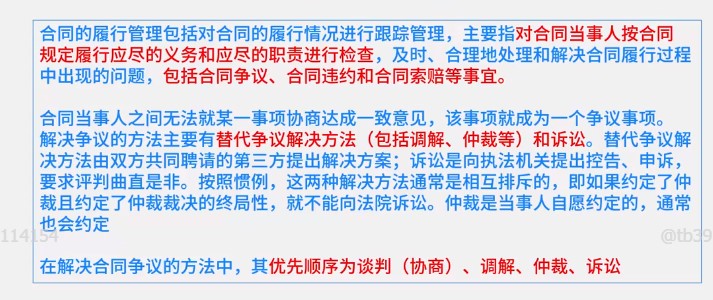 合同的履行管理包括对合同的履行情况进行跟踪管理，主要指对合同当事人按合同
规定履行应尽的义务和应尽的职责进行检查，及时、合理地处理和解决合同履行过程
中出现的问题，包括合同争议、合同违约和合同索赔等事宜。
合同当事人之间无法就某一事项协商达成一致意见，该事项就成为一个争议事项。
解决争议的方法主要有替代争议解决方法（包括调解、仲裁等）和诉讼。替代争议解
决方法由双方共同聘请的第三方提出解决方案；诉讼是向执法机关提出控告、申诉，
要求评判曲直是非。按照惯例，这两种解决方法通常是相互排斥的，即如果约定了仲
裁且约定了仲裁裁决的终局性，就不能向法院诉讼。仲裁是当事人自愿约定的，通常
也会约定
114154
@tb39
在解决合同争议的方法中，其优先顺序为谈判（协商）、调解、仲裁、诉讼